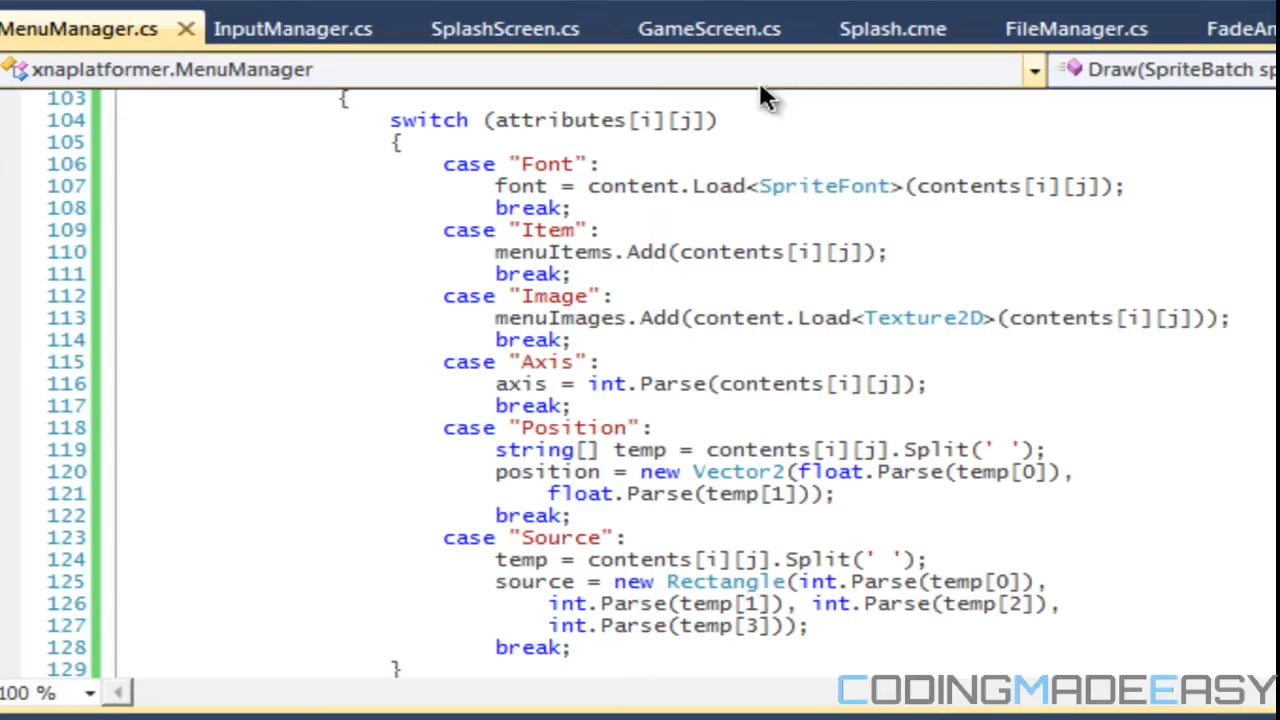 MenuManager.cs InputManager.cs SplashScreen.cs GameScreen.cs Splash.cme FileManager.cs FadeAn
xnaplatformer.MenuManager Draw(SpriteBatch sp
103 {
104 switch (attributes[i][j])
105 {
106 case "Font":
107 font = content.Load<SpriteFont>(contents[i][j]);
108 break;
109 case "Item":
110 menuItems.Add(contents[i][j]);
111 break;
112 case "Image":
113 menuImages.Add(content.Load<Texture2D>(contents[i][j]));
114 break;
115 case "Axis":
116 axis = int.Parse(contents[i][j]);
117 break;
118 case "Position":
119 string[] temp = contents[i][j].Split(' ');
120 position = new Vector2(float.Parse(temp[0]),
121 float.Parse(temp[1]));
122 break;
123 case "Source":
124 temp = contents[i][j].Split(' ');
125 source = new Rectangle(int.Parse(temp[0]),
126 int.Parse(temp[1]), int.Parse(temp[2]),
127 int.Parse(temp[3]));
128 break;
129 }
100 %
CODINGMADEEASY